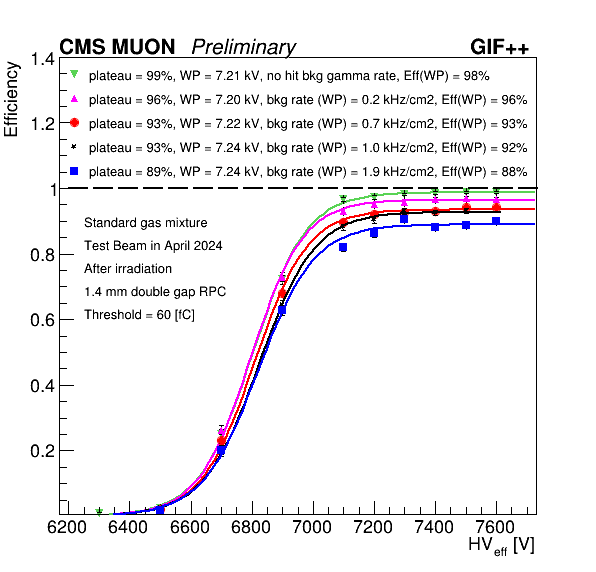 CMS MUON Preliminary GIF++
Efficiency
1.4
plateau = 99%, WP = 7.21 kV, no hit bkg gamma rate, Eff(WP) = 98%
plateau = 96%, WP = 7.20 kV, bkg rate (WP) = 0.2 kHz/cm2, Eff(WP) = 96%
1.2
plateau = 93%, WP = 7.22 kV, bkg rate (WP) = 0.7 kHz/cm2, Eff(WP) = 93%
plateau = 93%, WP = 7.24 kV, bkg rate (WP) = 1.0 kHz/cm2, Eff(WP) = 92%
plateau = 89%, WP = 7.24 kV, bkg rate (WP) = 1.9 kHz/cm2, Eff(WP) = 88%
1
Standard gas mixture
Test Beam in April 2024
0.8
After irradiation
1.4 mm double gap RPC
Threshold = 60 [fC]
0.6
0.4
0.2
6200 6400 6600 6800 7000 7200 7400 7600
HVeff [V]